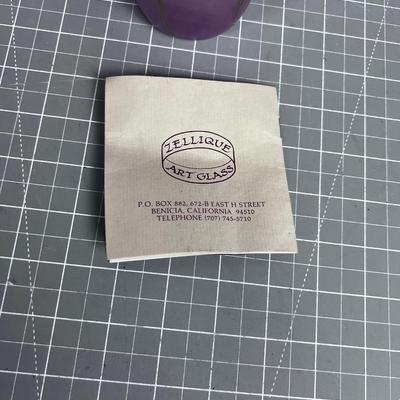 ZELLIQUE
ART GLASS
P.O. BOX 882, 672-B EAST H STREET
BENICIA, CALIFORNIA 94510
TELEPHONE (707) 745-5710